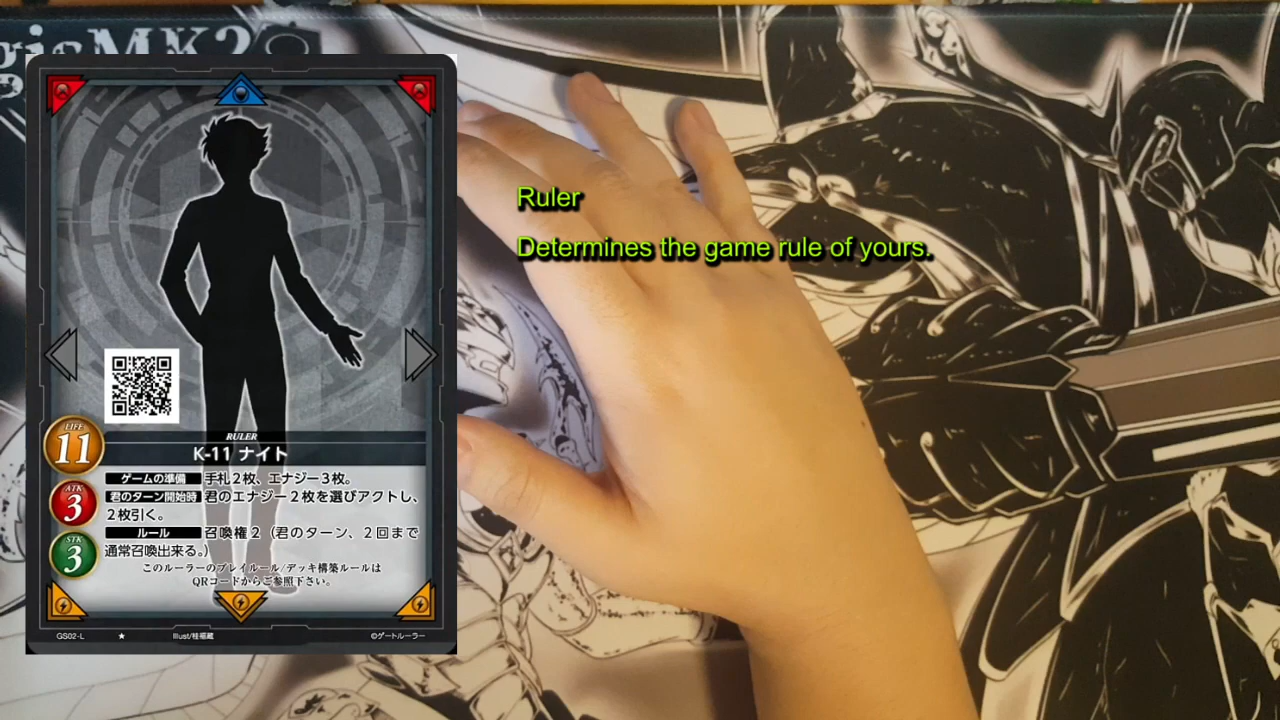 gisMK2
LIFE
11
RULER
K-11 ナイト
ゲームの準備 手札2枚、エナジー3枚。
ATK
3
君のターン開始時 君のエナジー2枚を選びアクトし、
2枚引く。
ルール 召喚権2（君のターン、2回まで
通常召喚出来る。）
STK
3
このルーラーのプレイルール/デッキ構築ルールは
QRコードからご参照下さい。
GS02-L ★ Illust/桂福蔵 ©ゲートルーラー
Ruler
Determines the game rule of yours.